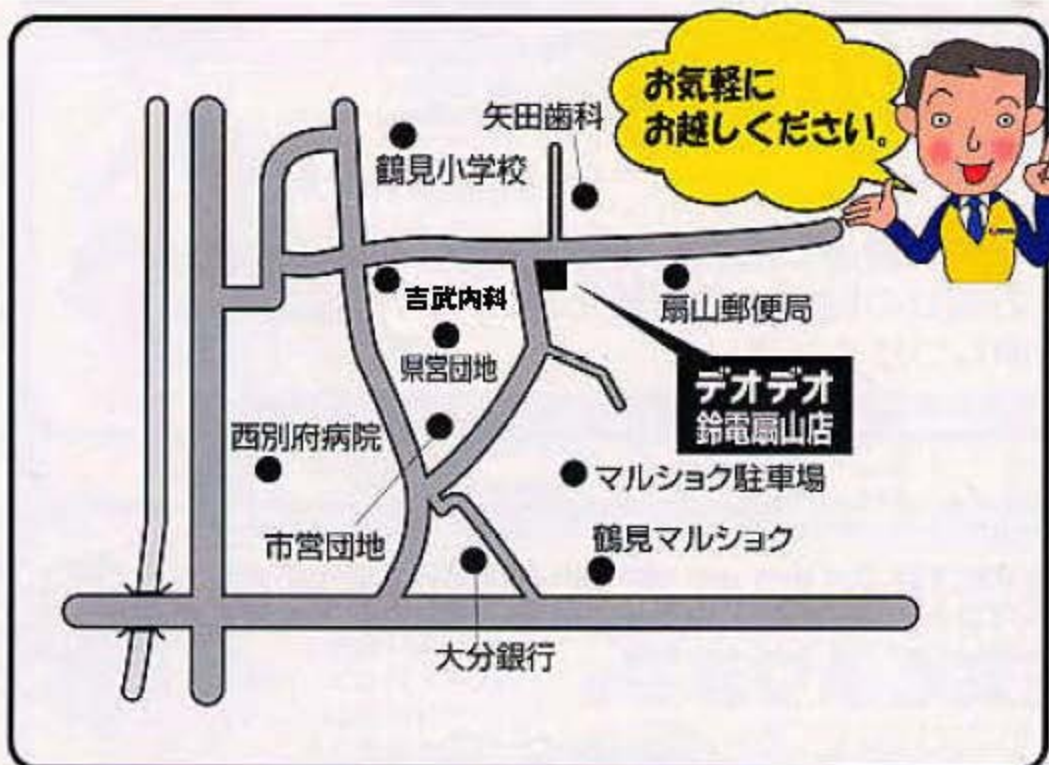 お気軽に
お越しください。
矢田歯科
鶴見小学校
吉武内科
扇山郵便局
県営団地
デオデオ
鈴電扇山店
西別府病院
マルショク駐車場
市営団地
鶴見マルショク
大分銀行